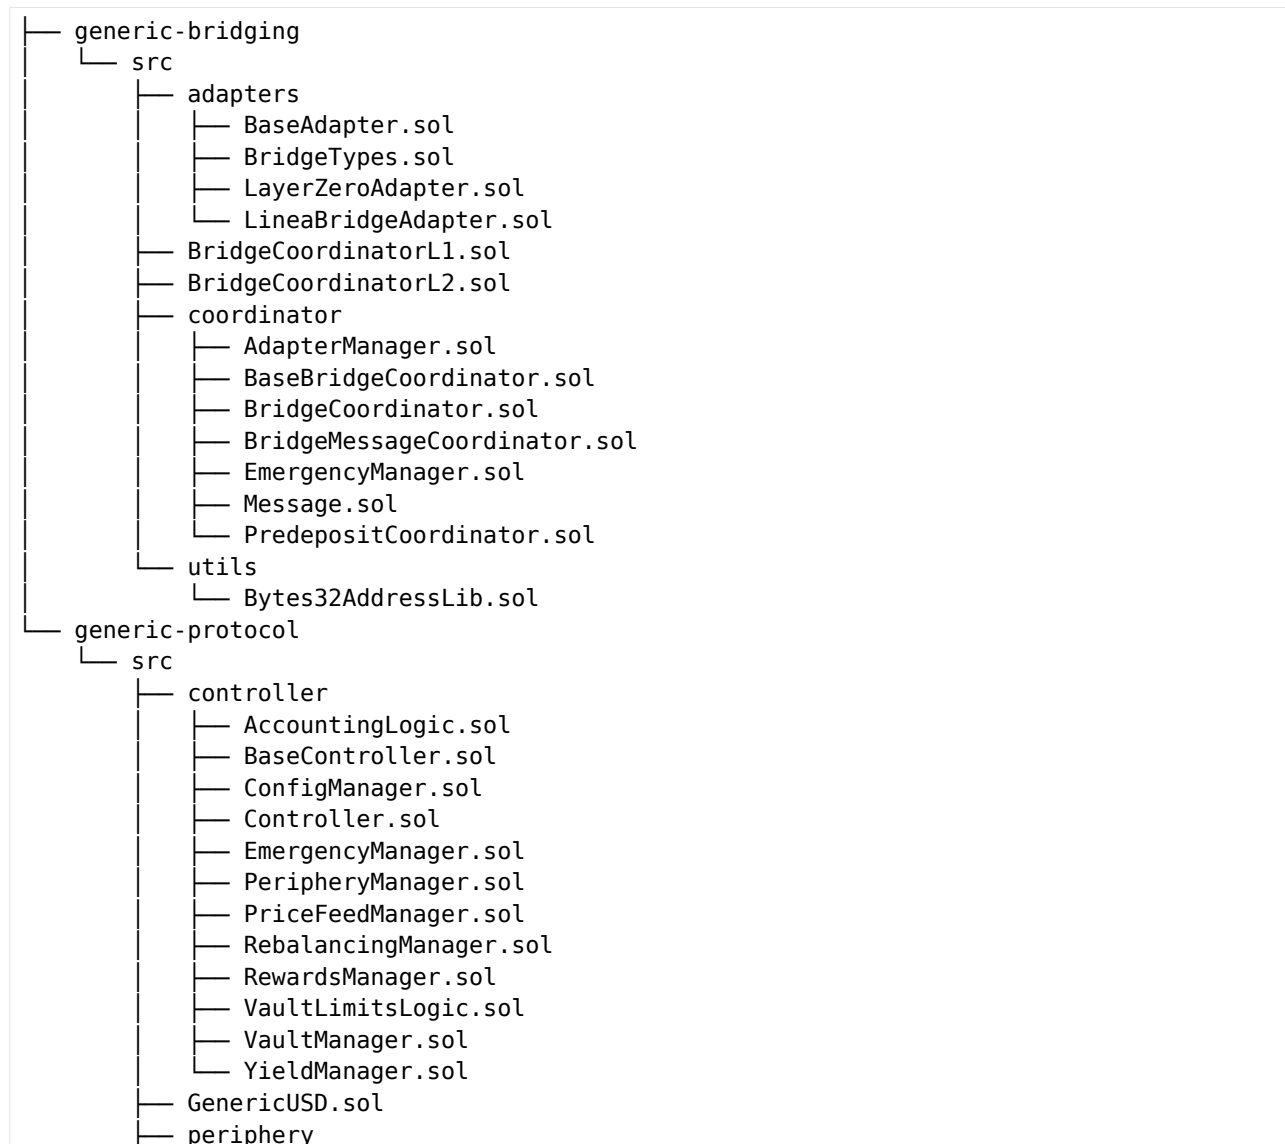 ├── generic-bridging
│   └── src
│       ├── adapters
│       │   ├── BaseAdapter.sol
│       │   ├── BridgeTypes.sol
│       │   ├── LayerZeroAdapter.sol
│       │   └── LineaBridgeAdapter.sol
│       ├── BridgeCoordinatorL1.sol
│       ├── BridgeCoordinatorL2.sol
│       ├── coordinator
│       │   ├── AdapterManager.sol
│       │   ├── BaseBridgeCoordinator.sol
│       │   ├── BridgeCoordinator.sol
│       │   ├── BridgeMessageCoordinator.sol
│       │   ├── EmergencyManager.sol
│       │   ├── Message.sol
│       │   └── PredepositCoordinator.sol
│       └── utils
│           └── Bytes32AddressLib.sol
└── generic-protocol
    └── src
        ├── controller
        │   ├── AccountingLogic.sol
        │   ├── BaseController.sol
        │   ├── ConfigManager.sol
        │   ├── Controller.sol
        │   ├── EmergencyManager.sol
        │   ├── PeripheryManager.sol
        │   ├── PriceFeedManager.sol
        │   ├── RebalancingManager.sol
        │   ├── RewardsManager.sol
        │   ├── VaultLimitsLogic.sol
        │   ├── VaultManager.sol
        │   └── YieldManager.sol
        ├── GenericUSD.sol
        ├── periphery